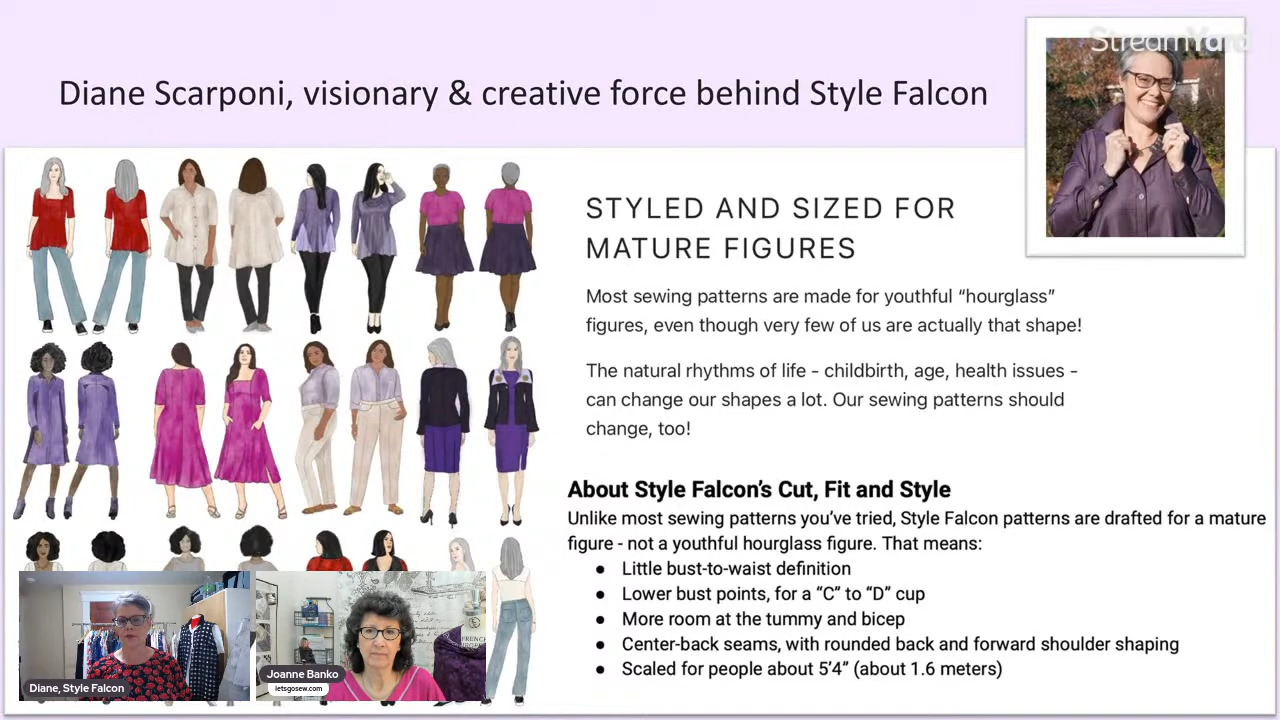 StreamYard
Diane Scarponi, visionary & creative force behind Style Falcon
STYLED AND SIZED FOR
MATURE FIGURES
Most sewing patterns are made for youthful “hourglass”
figures, even though very few of us are actually that shape!
The natural rhythms of life - childbirth, age, health issues -
can change our shapes a lot. Our sewing patterns should
change, too!
About Style Falcon’s Cut, Fit and Style
Unlike most sewing patterns you’ve tried, Style Falcon patterns are drafted for a mature
figure - not a youthful hourglass figure. That means:
● Little bust-to-waist definition
● Lower bust points, for a “C” to “D” cup
● More room at the tummy and bicep
● Center-back seams, with rounded back and forward shoulder shaping
● Scaled for people about 5’4” (about 1.6 meters)
Diane, Style Falcon
Joanne Banko
letsgosew.com